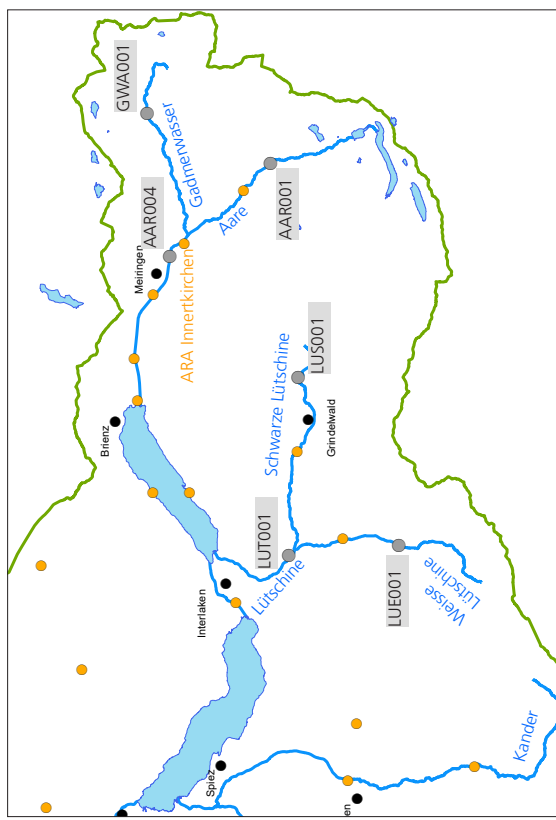 GWA001
Gadmerwasser
AAR004
Meiringen
Aare
AAR001
ARA Innertkirchen
Brienz
Schwarze Lütschine
LUS001
Grindelwald
LUT001
Lütschine
Interlaken
LUE001
Weisse
Lütschine
Spiez
Kander
en